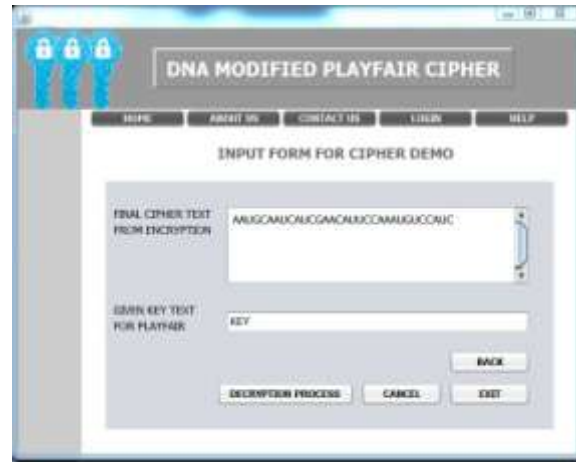 DNA MODIFIED PLAYFAIR CIPHER
HOME ABOUT US CONTACT US LOGIN HELP
INPUT FORM FOR CIPHER DEMO
FINAL CIPHER TEXT
FROM ENCRYPTION
GIVEN KEY TEXT
FOR PLAYFAIR
KEY
BACK
DECRYPTION PROCESS CANCEL EXIT